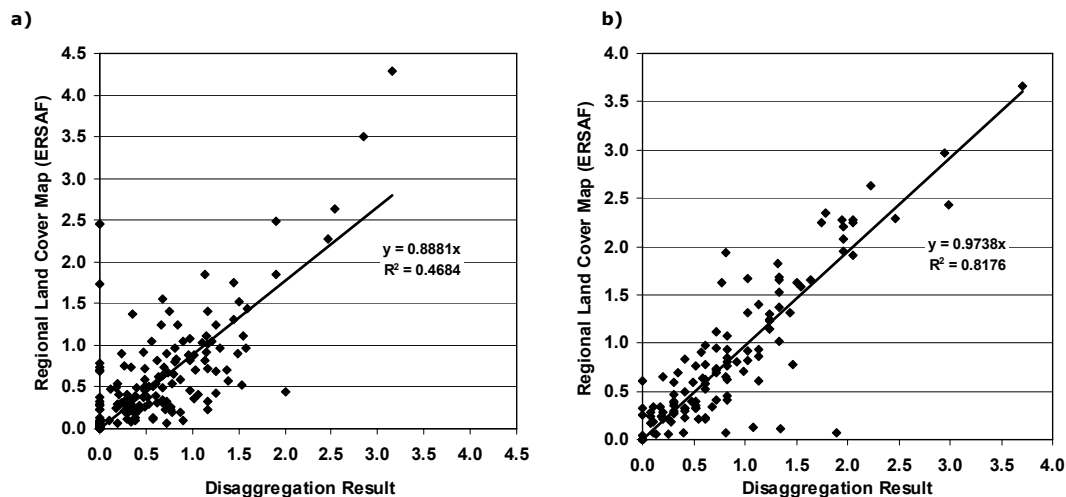 a)
4.5
4.0
3.5
3.0
2.5
2.0
1.5
1.0
0.5
0.0
Regional Land Cover Map (ERSAF)
y = 0.8881x
R² = 0.4684
0.0 0.5 1.0 1.5 2.0 2.5 3.0 3.5 4.0 4.5
Disaggregation Result
b)
4.0
3.5
3.0
2.5
2.0
1.5
1.0
0.5
0.0
Regional Land Cover Map (ERSAF)
y = 0.9738x
R² = 0.8176
0.0 0.5 1.0 1.5 2.0 2.5 3.0 3.5 4.0
Disaggregation Result